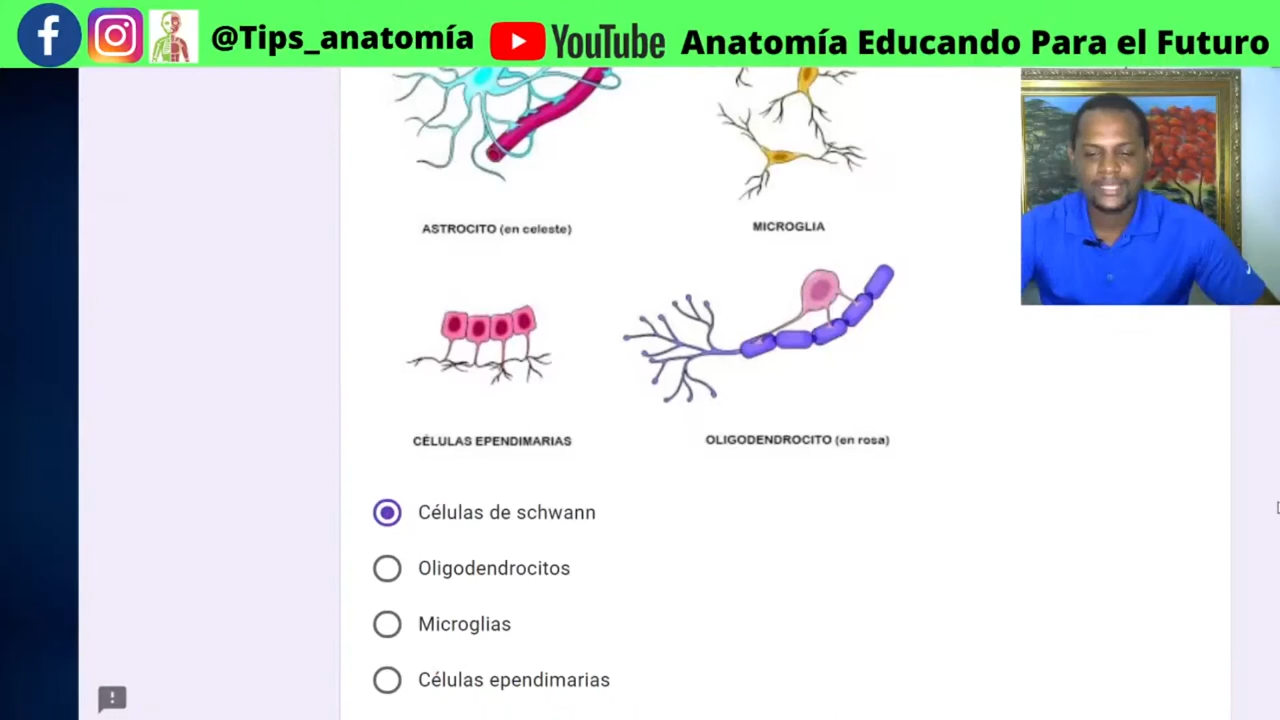 @Tips_anatomía YouTube Anatomía Educando Para el Futuro
ASTROCITO (en celeste)
MICROGLIA
CÉLULAS EPENDIMARIAS
OLIGODENDROCITO (en rosa)
Células de schwann
Oligodendrocitos
Microglias
Células ependimarias